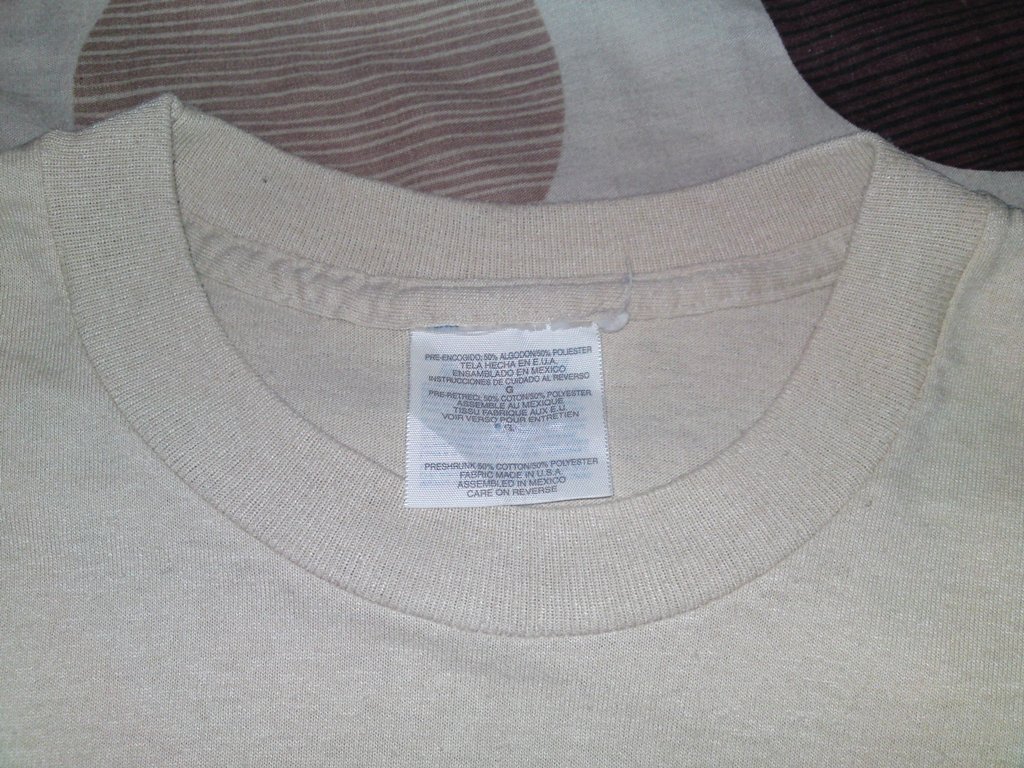 PRE-ENCOGIDO; 50% ALGODON/50% POLIESTER
TELA HECHA EN E.U.A.
ENSAMBLADO EN MEXICO
INSTRUCCIONES DE CUIDADO AL REVERSO
G
PRE-RETRECI, 50% COTON/50% POLYESTER
ASSEMBLE AU MEXIQUE
TISSU FABRIQUE AUX E.U.
VOIR VERSO POUR ENTRETIEN
PRESHRUNK 50% COTTON/50% POLYESTER
FABRIC MADE IN U.S.A.
ASSEMBLED IN MEXICO
CARE ON REVERSE